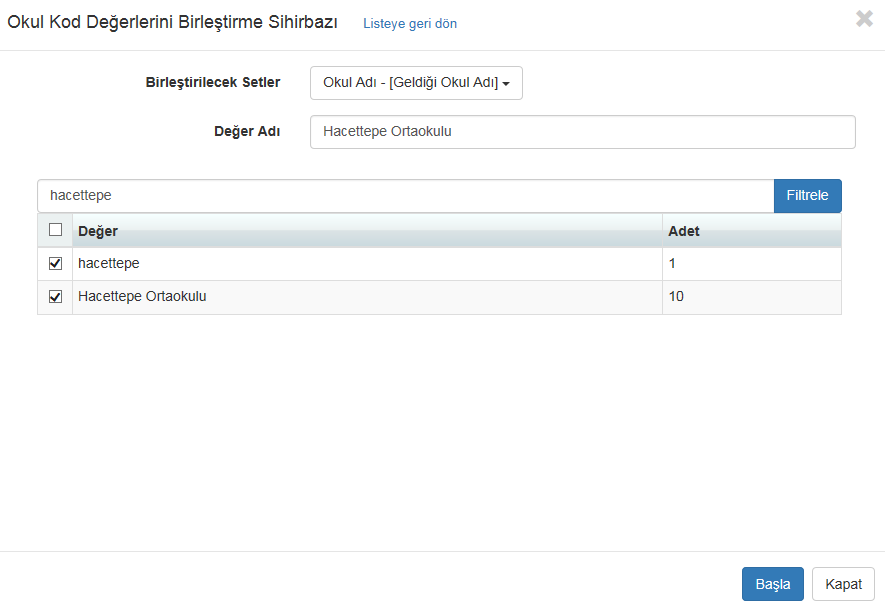 Okul Kod Değerlerini Birleştirme Sihirbazı Listeye geri dön
Birleştirilecek Setler Okul Adı - [Geldiği Okul Adı]
Değer Adı Hacettepe Ortaokulu
hacettepe Filtrele
Değer Adet
hacettepe 1
Hacettepe Ortaokulu 10
Başla Kapat